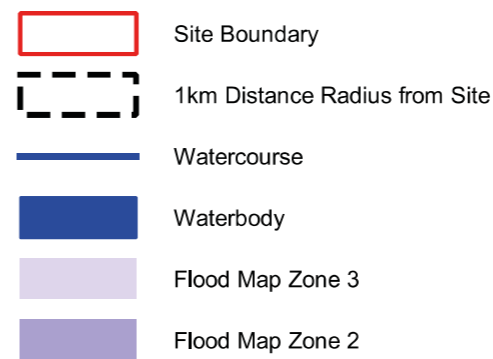 Site Boundary
1km Distance Radius from Site
Watercourse
Waterbody
Flood Map Zone 3
Flood Map Zone 2